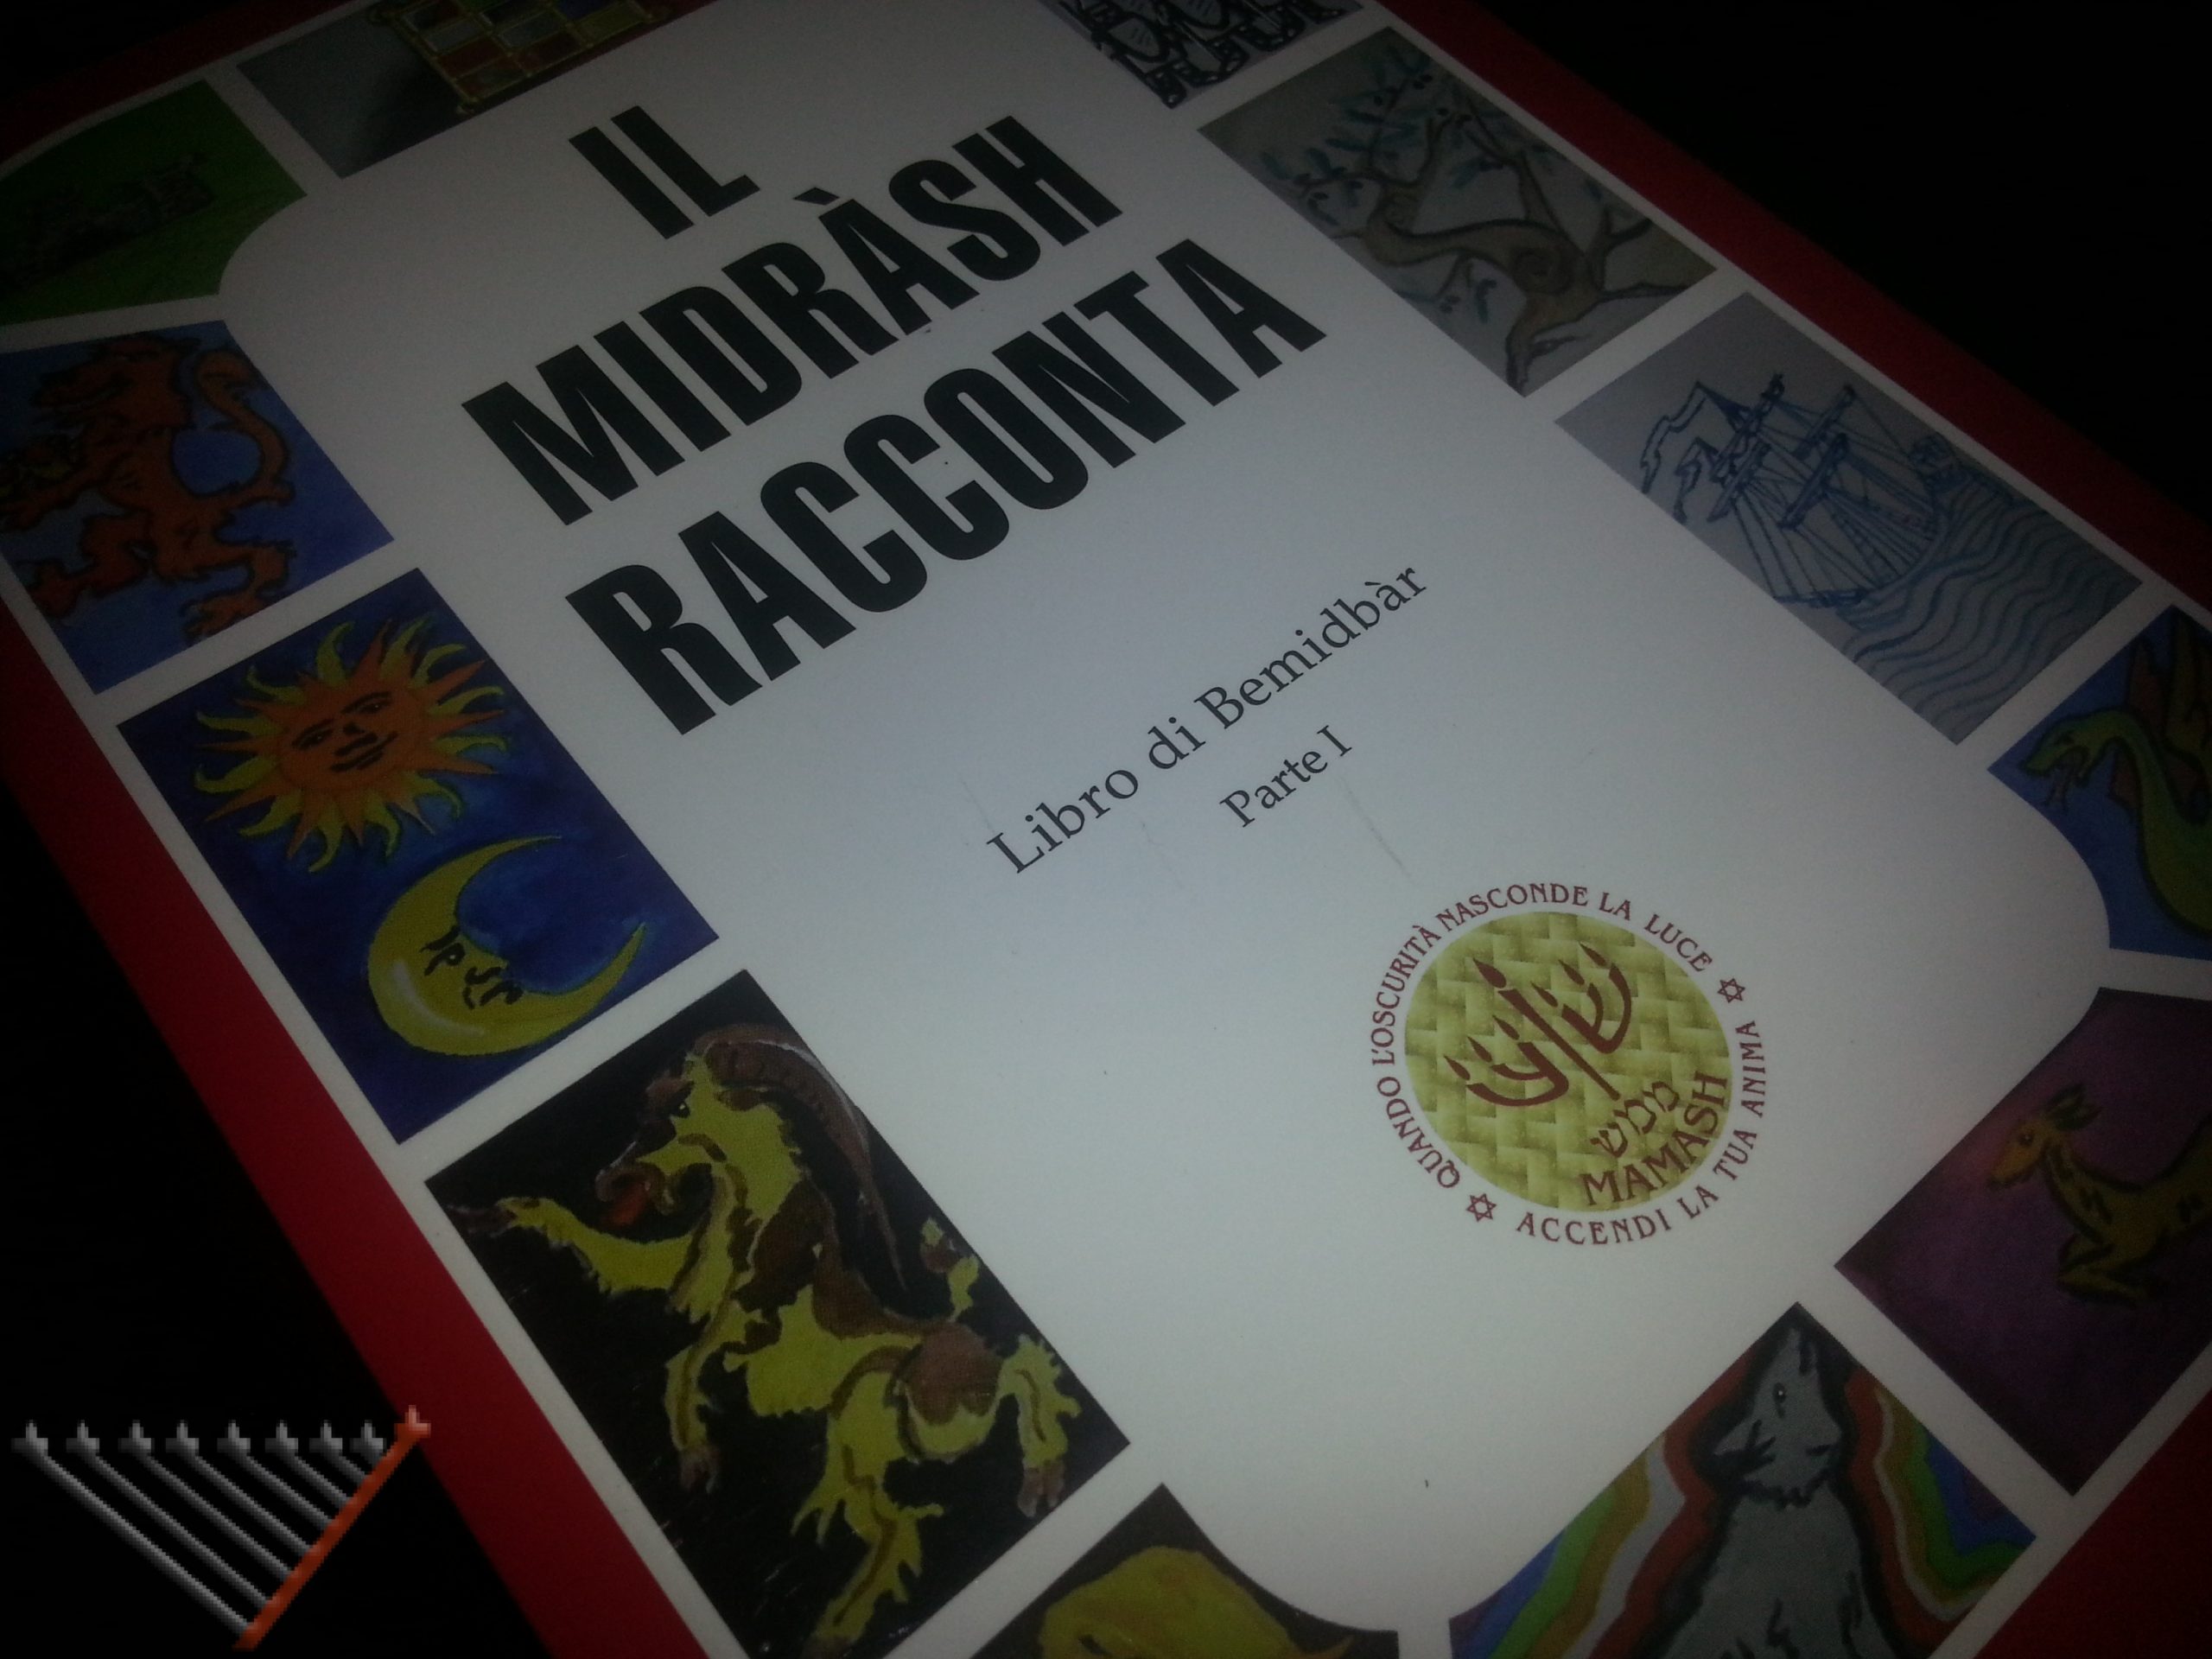 IL
MIDRÀSH
RACCONTA
Libro di Bemidbàr
Parte I
QUANDO L'OSCURITÀ NASCONDE LA LUCE
ממש
MAMASH
ACCENDI LA TUA ANIMA